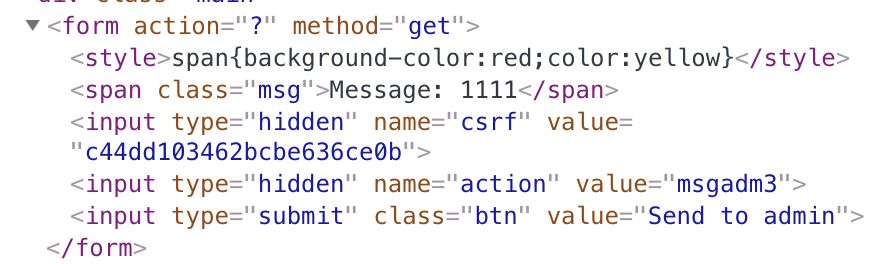 <form action="?" method="get">
<style>span{background-color:red;color:yellow}</style>
<span class="msg">Message: 1111</span>
<input type="hidden" name="csrf" value=
"c44dd103462bcbe636ce0b">
<input type="hidden" name="action" value="msgadm3">
<input type="submit" class="btn" value="Send to admin">
</form>